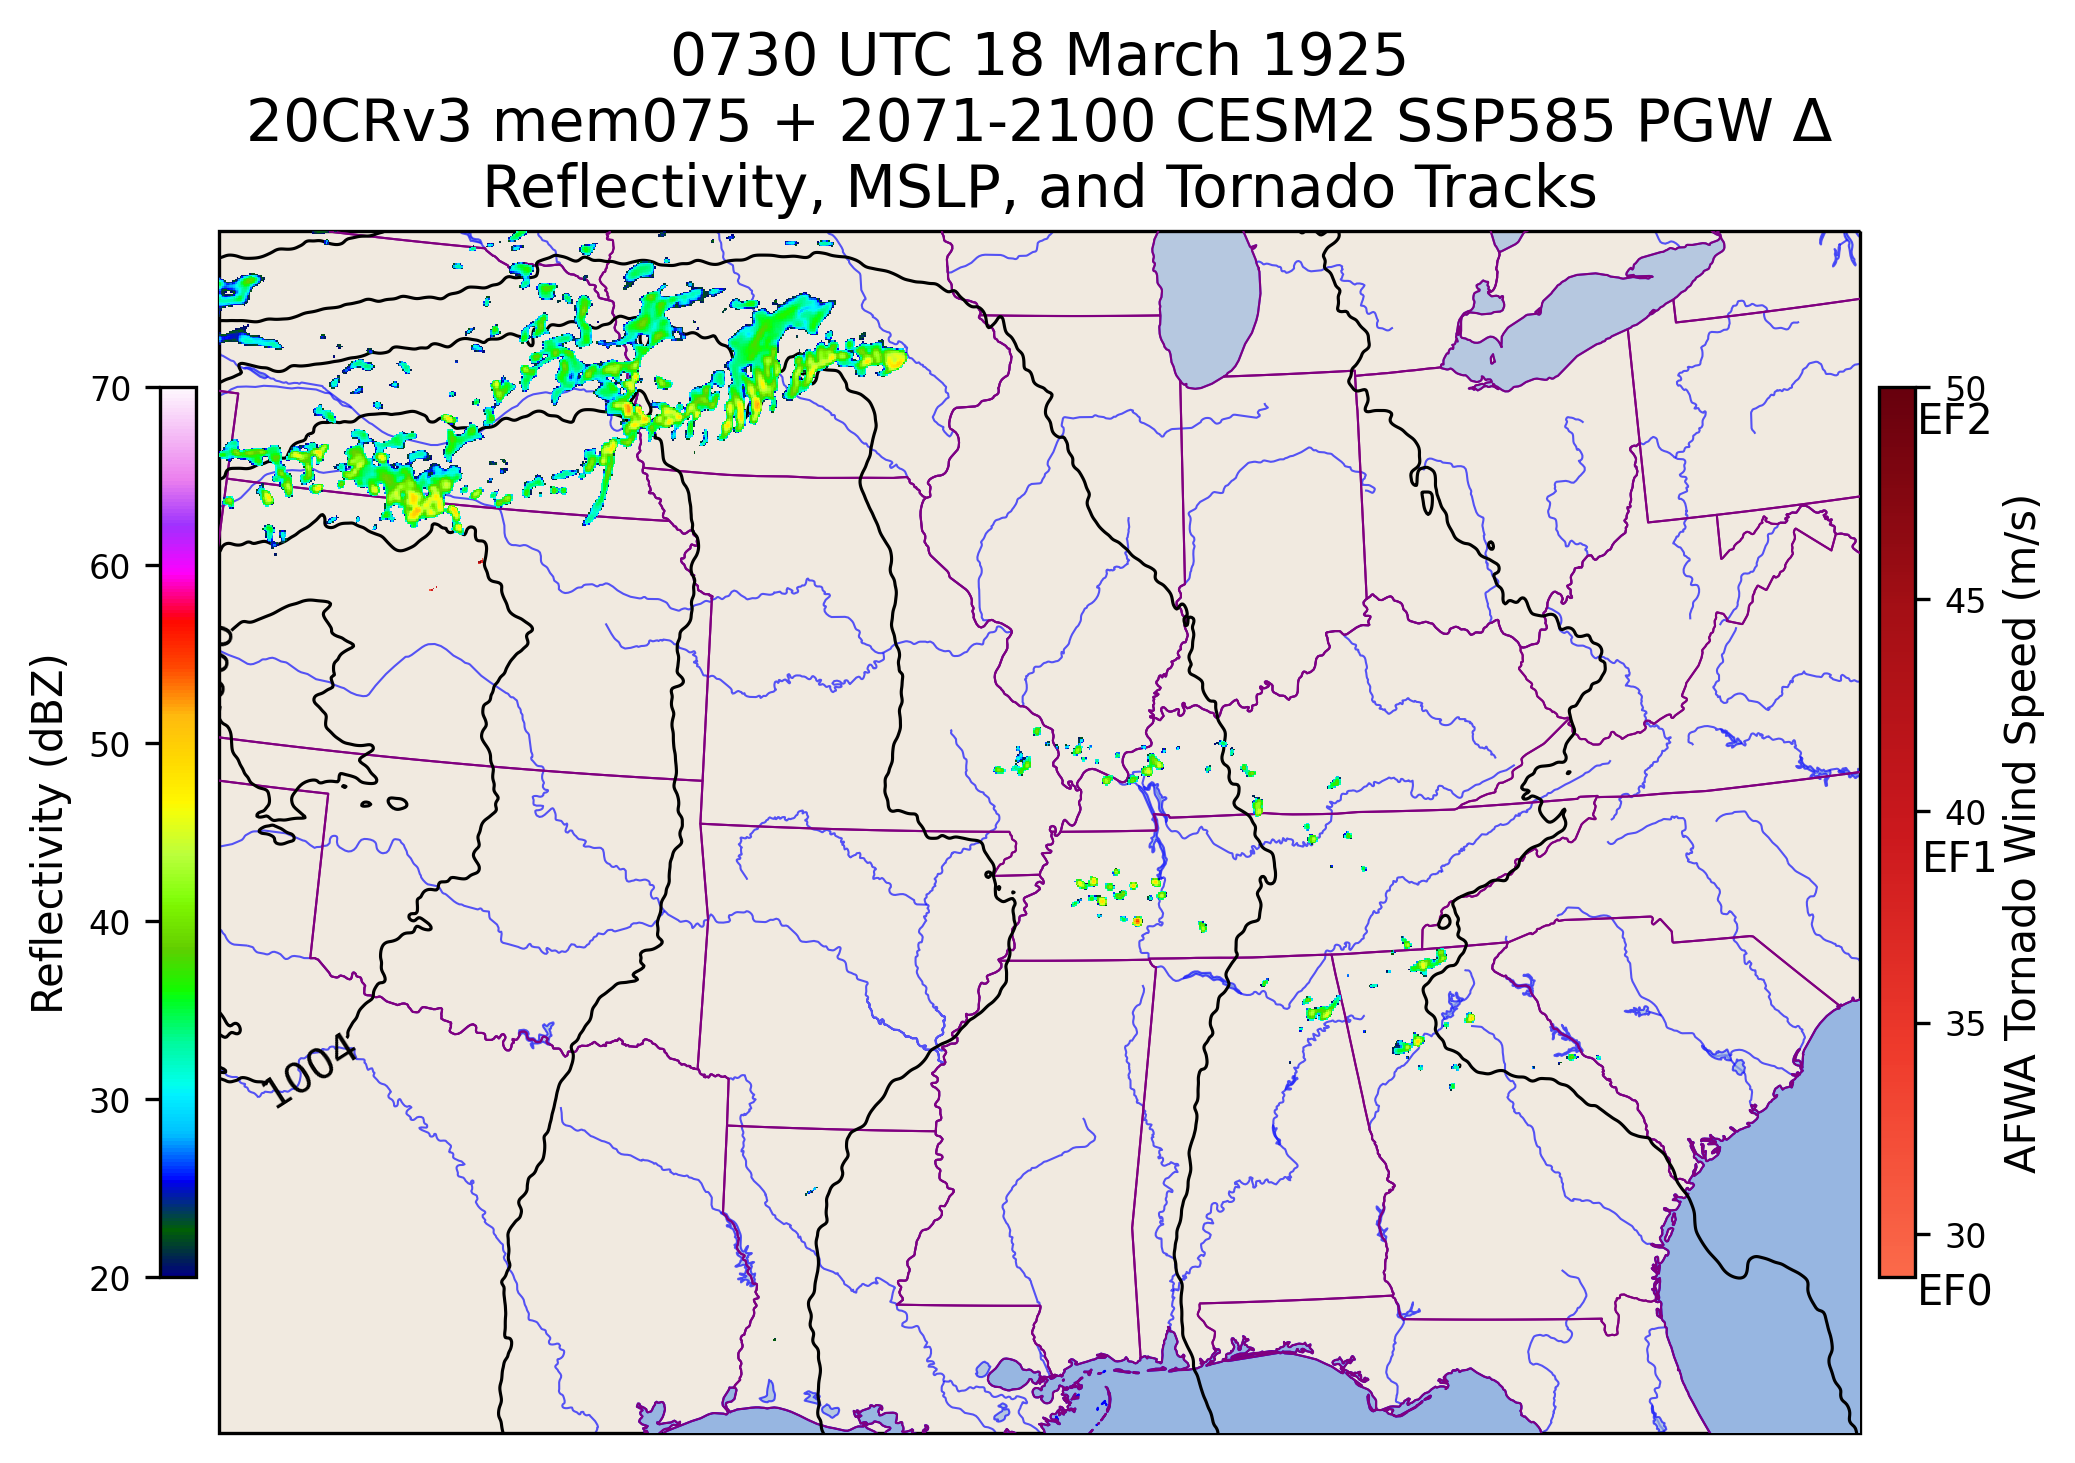 0730 UTC 18 March 1925
20CRv3 mem075 + 2071-2100 CESM2 SSP585 PGW Δ
Reflectivity, MSLP, and Tornado Tracks
70
60
50
40
30
20
Reflectivity (dBZ)
1004
50
EF2
45
40
EF1
35
30
EF0
AFWA Tornado Wind Speed (m/s)